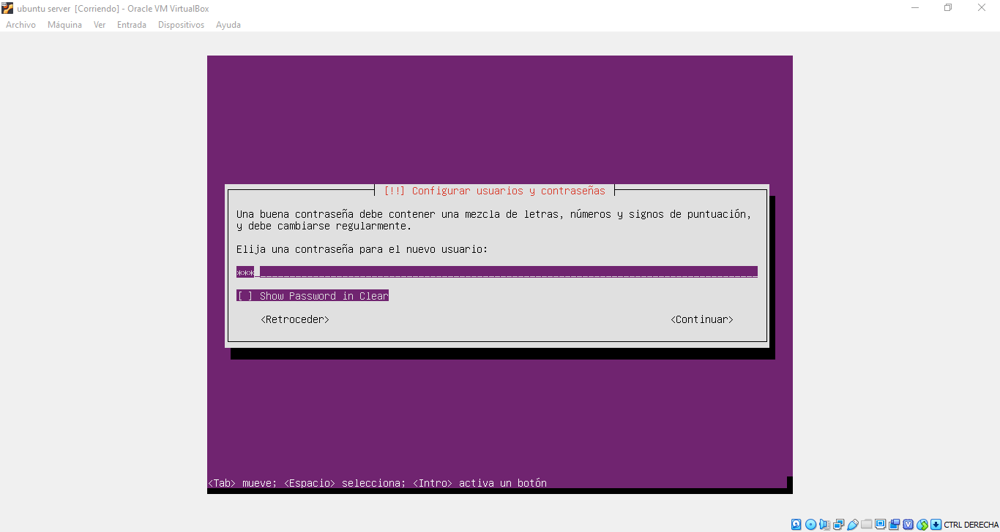 ubuntu server [Corriendo] - Oracle VM VirtualBox
Archivo Máquina Ver Entrada Dispositivos Ayuda
[!!] Configurar usuarios y contraseñas
Una buena contraseña debe contener una mezcla de letras, números y signos de puntuación,
y debe cambiarse regularmente.
Elija una contraseña para el nuevo usuario:
***
[ ] Show Password in Clear
<Retroceder> <Continuar>
<Tab> mueve; <Espacio> selecciona; <Intro> activa un botón
CTRL DERECHA